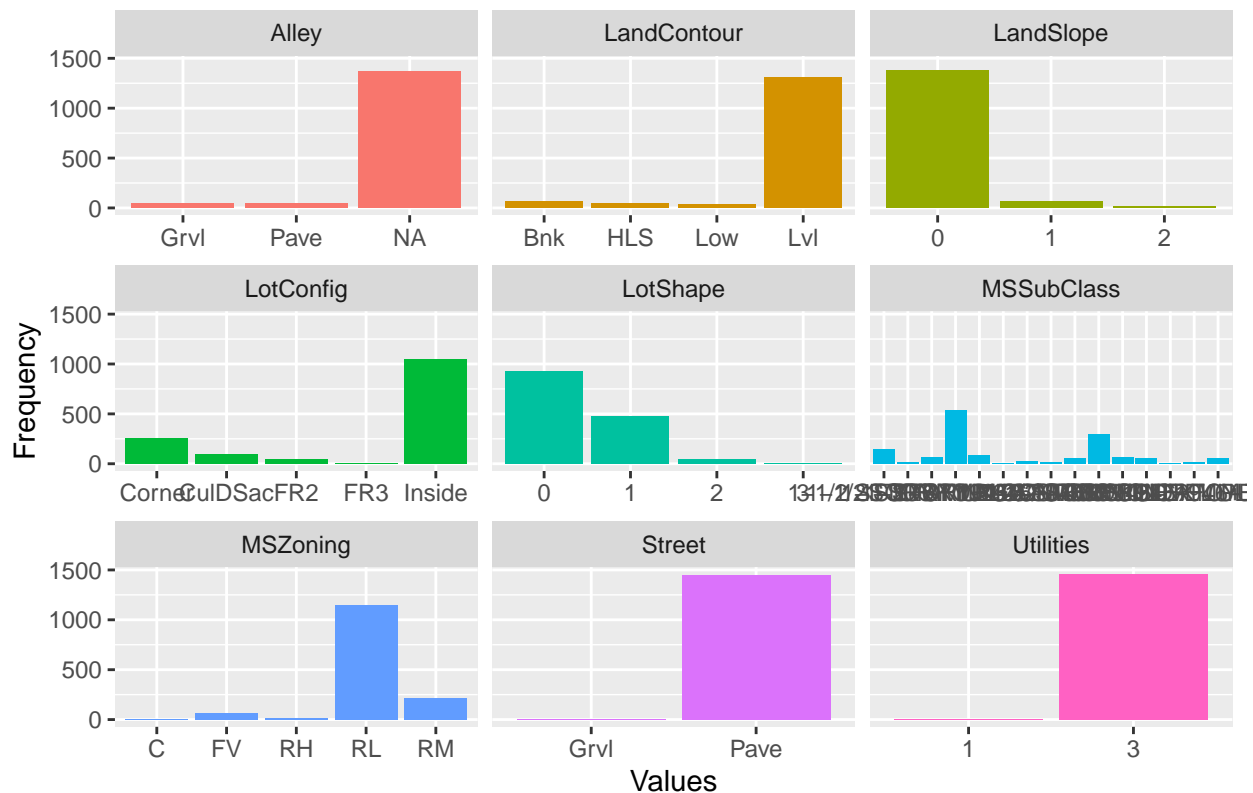 Alley LandContour LandSlope
1500
1000
500
0
Grvl Pave NA Bnk HLS Low Lvl 0 1 2
LotConfig LotShape MSSubClass
1500
1000
500
0
Corner CulDSac FR2 FR3 Inside 0 1 2
MSZoning Street Utilities
1500
1000
500
0
C FV RH RL RM Grvl Pave 1 3
Values
Frequency